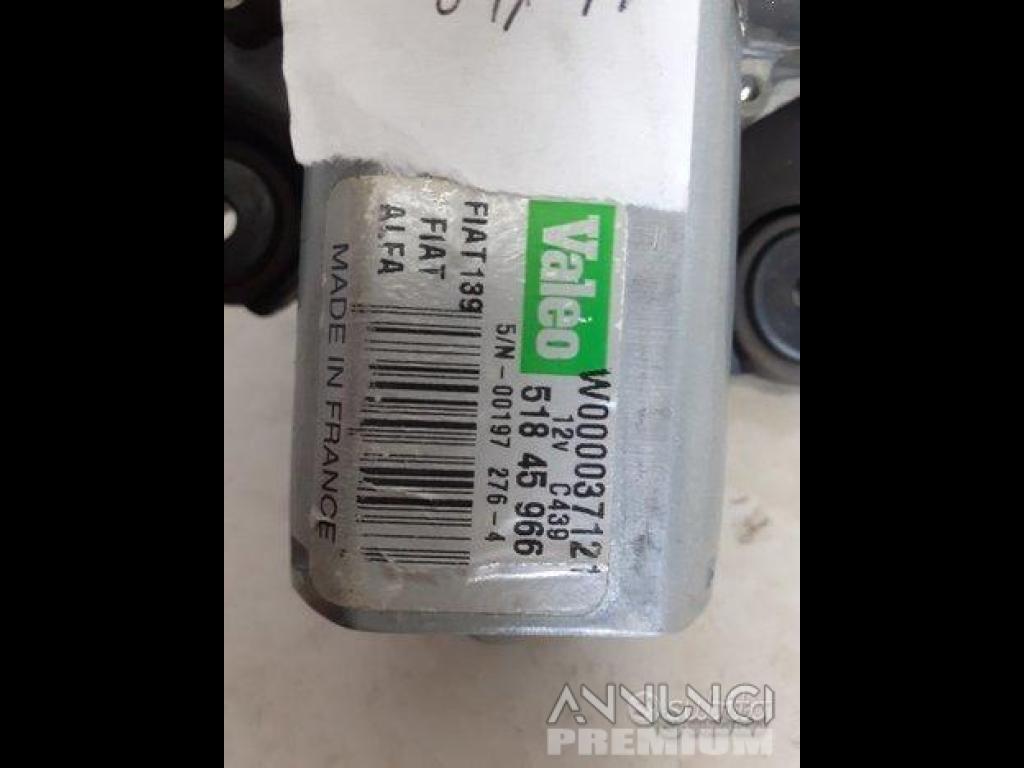 Valeo
W000037121
12V C439
518 45 966
S/N-00197 276-4
FIAT139
FIAT
ALFA
MADE IN FRANCE
ANNUNCI
PREMIUM